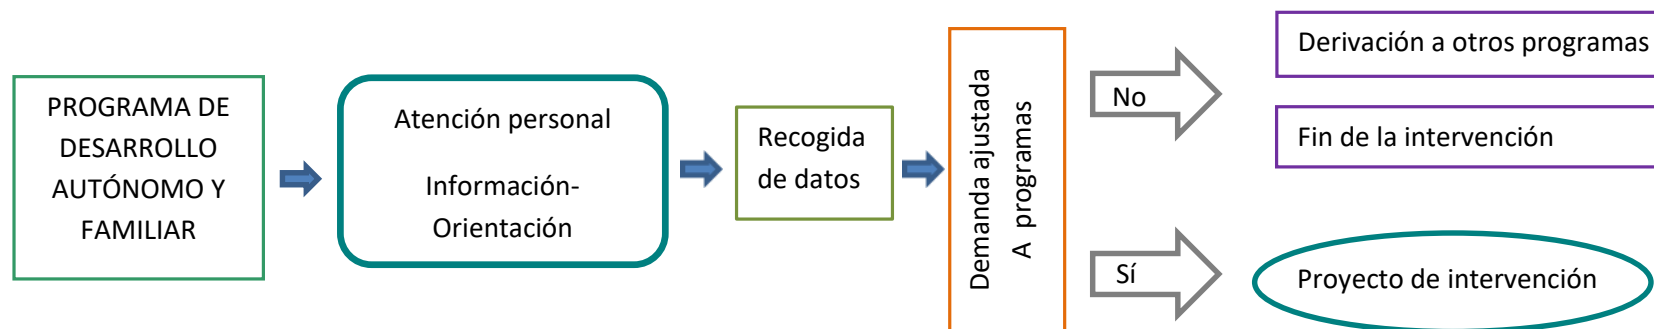 PROGRAMA DE
DESARROLLO
AUTÓNOMO Y
FAMILIAR
Atención personal
Información-
Orientación
Recogida
de datos
Demanda ajustada
A programas
No
Derivación a otros programas
Fin de la intervención
Sí
Proyecto de intervención